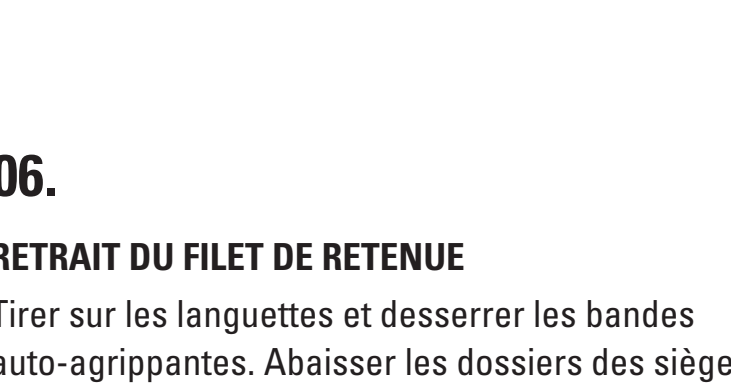 06.
RETRAIT DU FILET DE RETENUE
Tirer sur les languettes et desserrer les bandes
auto-agrippantes. Abaisser les dossiers des siège